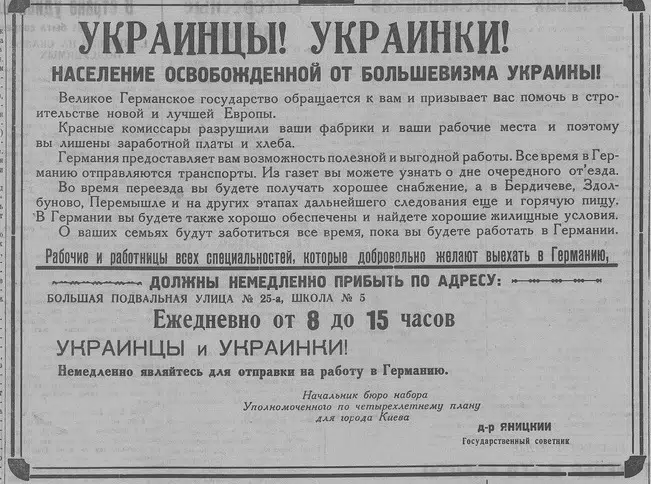 УКРАИНЦЫ! УКРАИНКИ!
НАСЕЛЕНИЕ ОСВОБОЖДЕННОЙ ОТ БОЛЬШЕВИЗМА УКРАИНЫ!
Великое Германское государство обращается к вам и призывает вас помочь в стро-
ительстве новой и лучшей Европы.
Красные комиссары разрушили ваши фабрики и ваши рабочие места и поэтому
вы лишены заработной платы и хлеба.
Германия предоставляет вам возможность полезной и выгодной работы. Все время в Гер-
манию отправляются транспорты. Из газет вы можете узнать о дне очередного от'езда.
Во время переезда вы будете получать хорошее снабжение, а в Бердичеве, Здол-
буново, Перемышле и на других этапах дальнейшего следования еще и горячую пищу.
В Германии вы будете также хорошо обеспечены и найдете хорошие жилищные условия.
О ваших семьях будут заботиться все время, пока вы будете работать в Германии.
Рабочие и работницы всех специальностей, которые добровольно желают выехать в Германию,
ДОЛЖНЫ НЕМЕДЛЕННО ПРИБЫТЬ ПО АДРЕСУ:
БОЛЬШАЯ ПОДВАЛЬНАЯ УЛИЦА № 25-а, ШКОЛА № 5
Ежедневно от 8 до 15 часов
УКРАИНЦЫ и УКРАИНКИ!
Немедленно являйтесь для отправки на работу в Германию.
Начальник бюро набора
Уполномоченного по четырехлетнему плану
для города Киева
д-р ЯНИЦКИЙ
Государственный советник